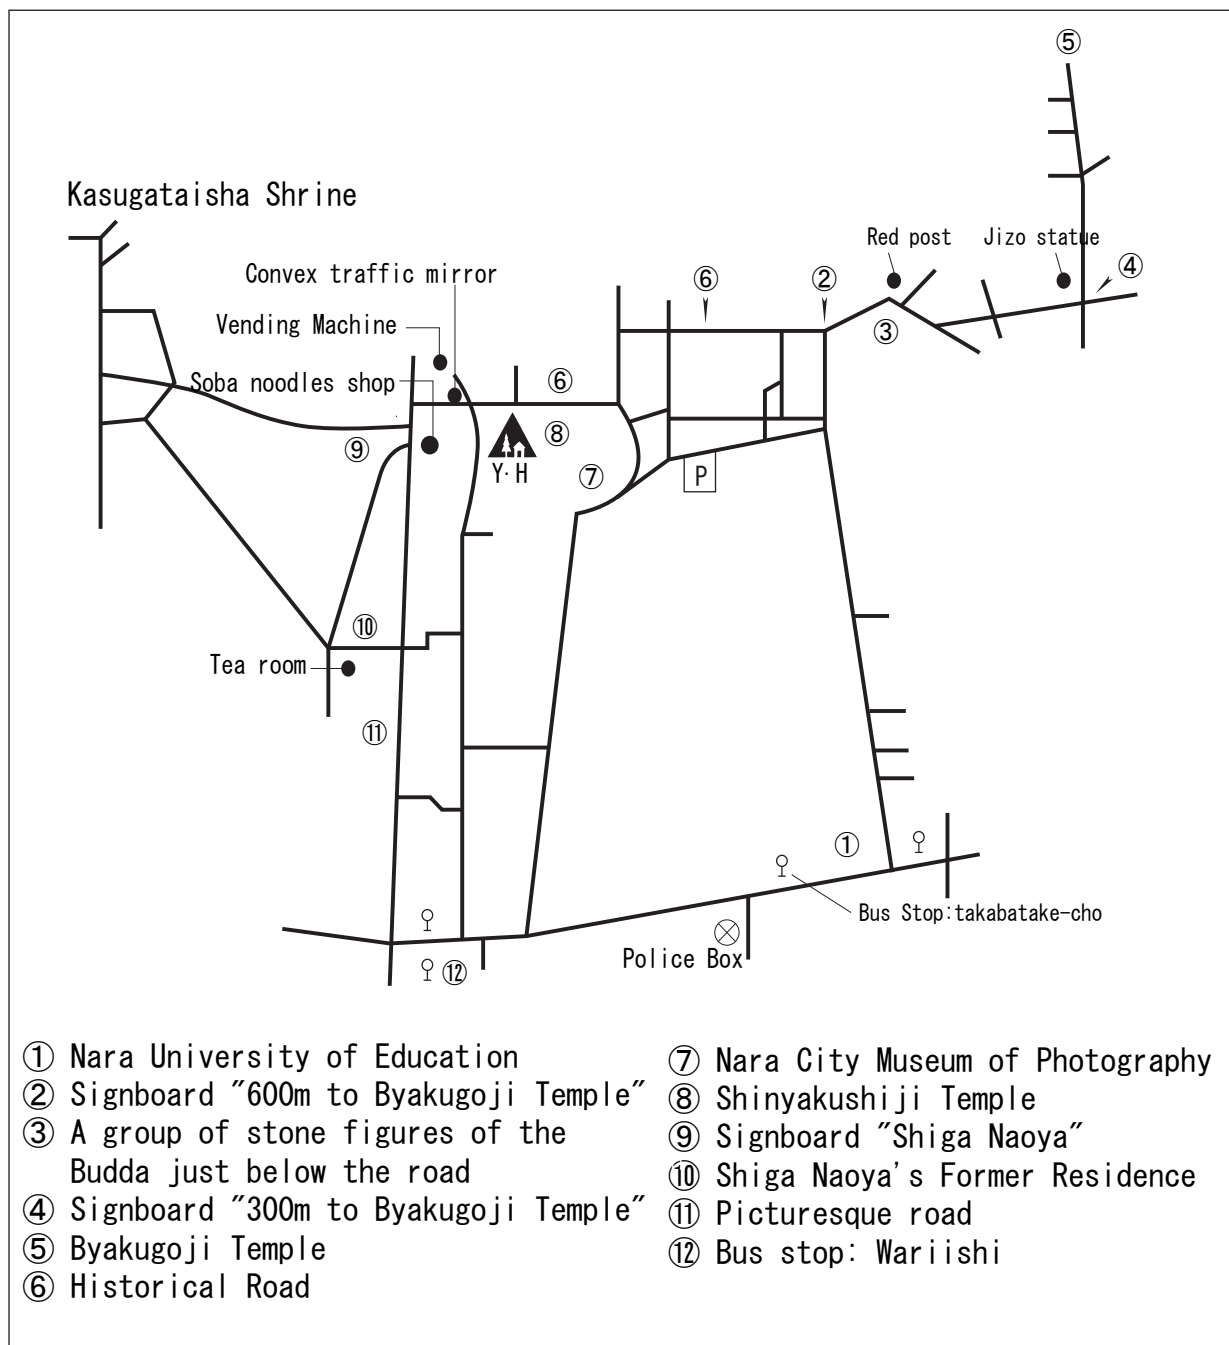 ⑤
Kasugataisha Shrine
Red post
Jizo statue
④
Convex traffic mirror
⑥
②
Vending Machine
③
Soba noodles shop
⑥
⑨
⑧
Y·H
⑦
P
⑩
Tea room
⑪
①
Bus Stop:takabatake-cho
Police Box
⑫
① Nara University of Education
② Signboard "600m to Byakugoji Temple"
③ A group of stone figures of the
Budda just below the road
④ Signboard "300m to Byakugoji Temple"
⑤ Byakugoji Temple
⑥ Historical Road
⑦ Nara City Museum of Photography
⑧ Shinyakushiji Temple
⑨ Signboard "Shiga Naoya"
⑩ Shiga Naoya's Former Residence
⑪ Picturesque road
⑫ Bus stop: Wariishi